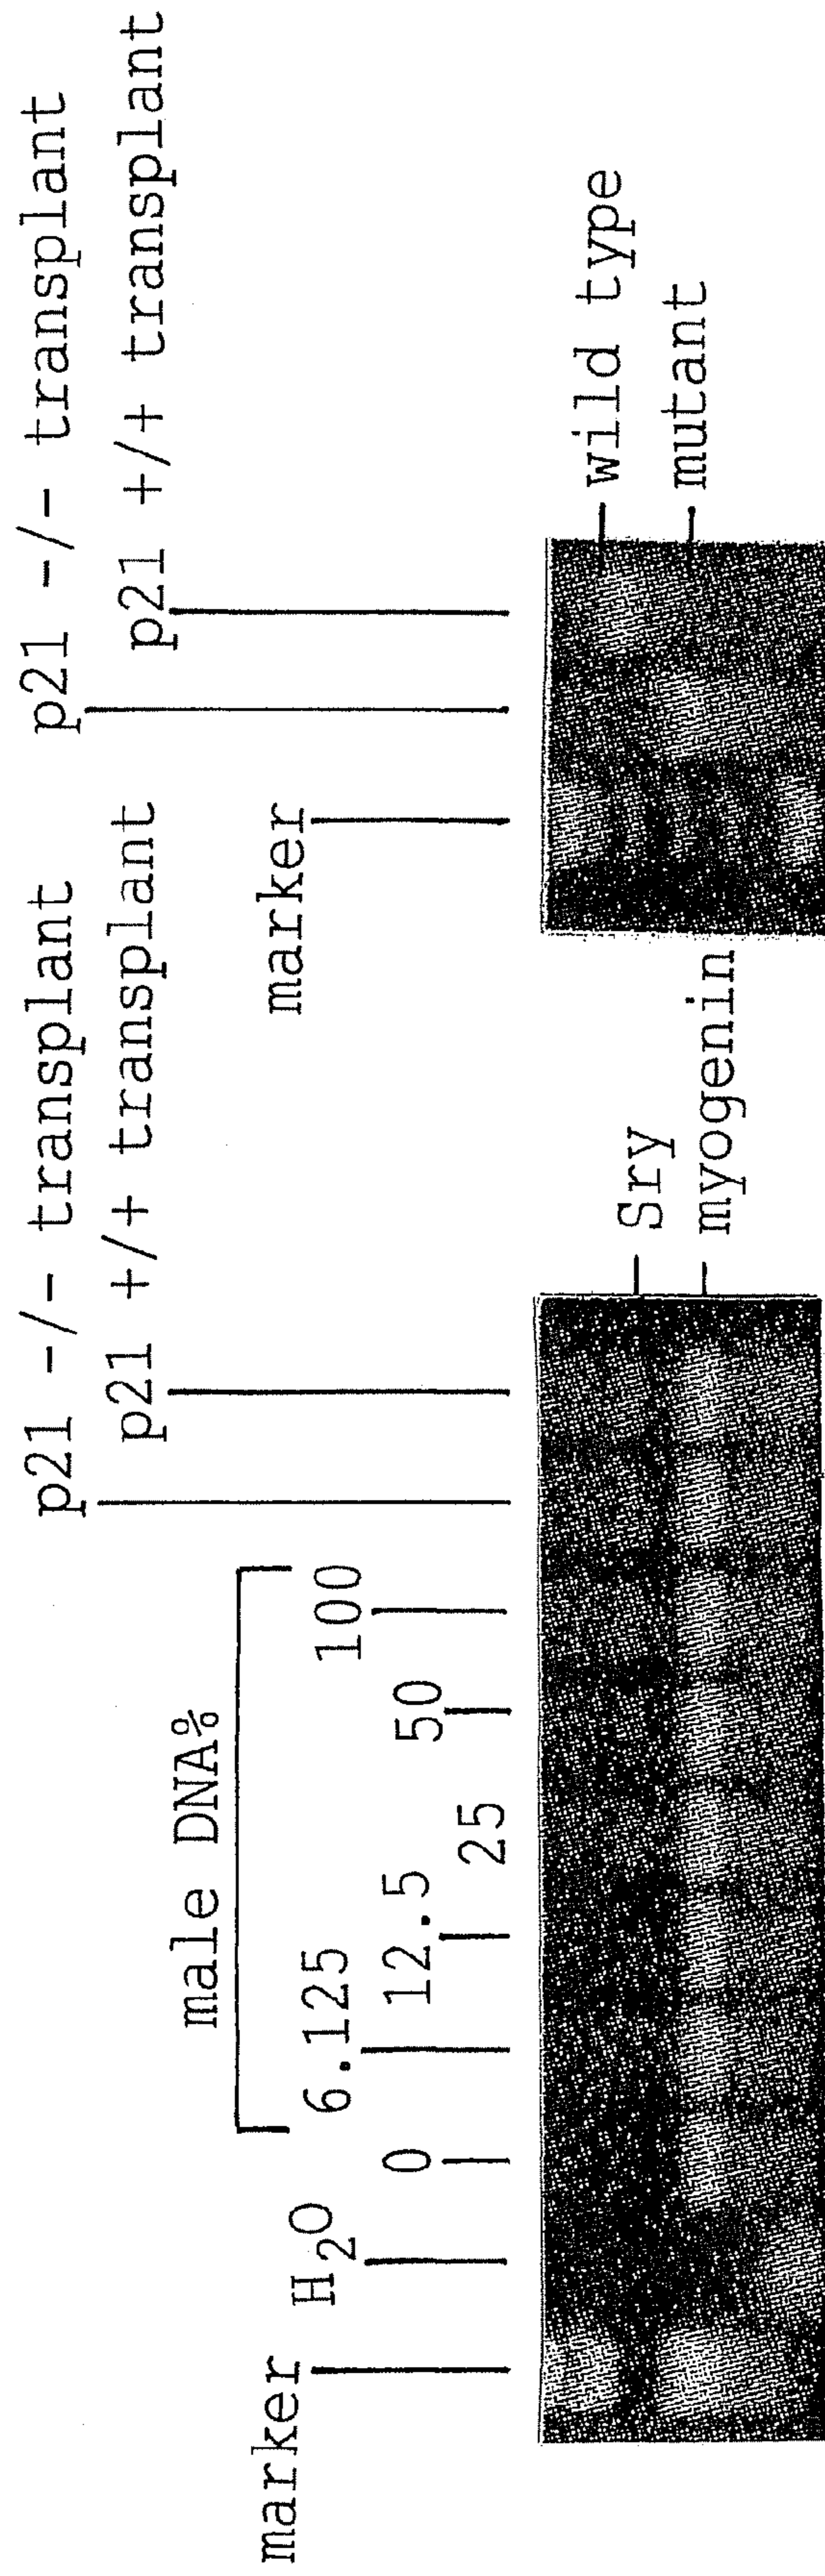 p21 -/- transplant
p21 +/+ transplant
male DNA%
marker
H₂O
0
6.125
12.5
25
50
100
Sry
myogenin
p21 -/- transplant
p21 +/+ transplant
marker
wild type
mutant